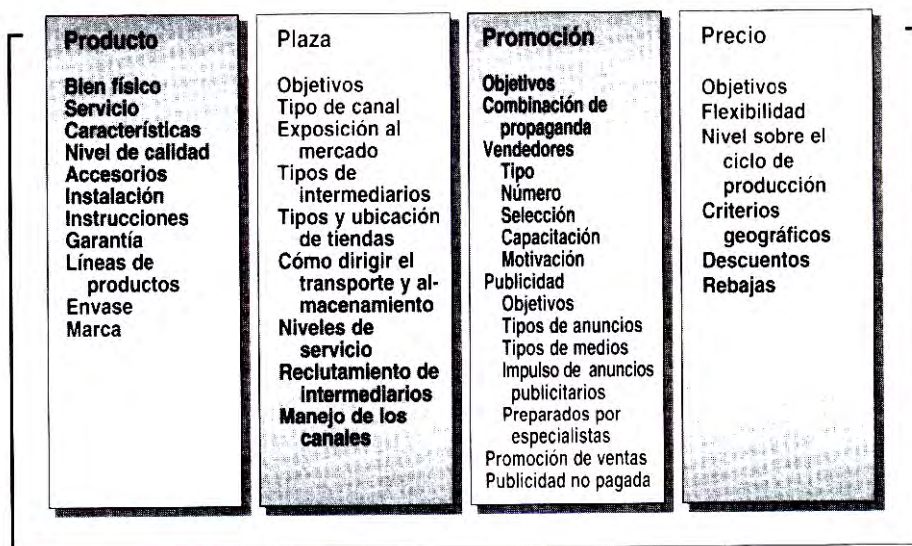 Producto
Bien físico
Servicio
Características
Nivel de calidad
Accesorios
Instalación
Instrucciones
Garantía
Líneas de
productos
Envase
Marca
Plaza
Objetivos
Tipo de canal
Exposición al
mercado
Tipos de
intermediarios
Tipos y ubicación
de tiendas
Cómo dirigir el
transporte y al-
macenamiento
Niveles de
servicio
Reclutamiento de
intermediarios
Manejo de los
canales
Promoción
Objetivos
Combinación de
propaganda
Vendedores
Tipo
Número
Selección
Capacitación
Motivación
Publicidad
Objetivos
Tipos de anuncios
Tipos de medios
Impulso de anuncios
publicitarios
Preparados por
especialistas
Promoción de ventas
Publicidad no pagada
Precio
Objetivos
Flexibilidad
Nivel sobre el
ciclo de
producción
Criterios
geográficos
Descuentos
Rebajas